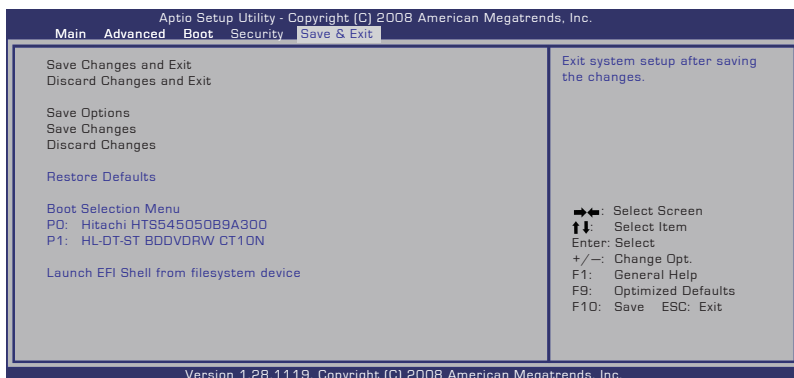 Aptio Setup Utility - Copyright (C) 2008 American Megatrends, Inc.
Main Advanced Boot Security Save & Exit
Save Changes and Exit
Discard Changes and Exit
Save Options
Save Changes
Discard Changes
Restore Defaults
Boot Selection Menu
P0: Hitachi HTS545050B9A300
P1: HL-DT-ST BDDVDRW CT10N
Launch EFI Shell from filesystem device
Exit system setup after saving
the changes.
→←: Select Screen
↑↓: Select Item
Enter: Select
+/—: Change Opt.
F1: General Help
F9: Optimized Defaults
F10: Save ESC: Exit
Version 1.28.1119. Copyright (C) 2008 American Megatrends, Inc.